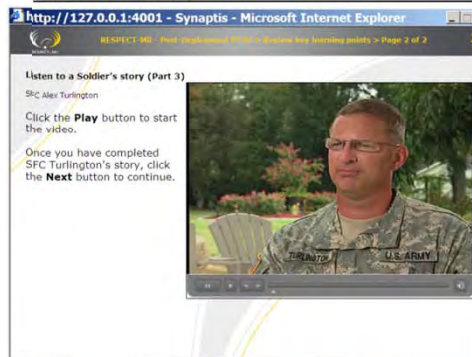 http://127.0.0.1:4001 - Synaptis - Microsoft Internet Explorer
RESPECT-Mil - Post-Deployment PTSD > Review key learning points > Page 2 of 2
Listen to a Soldier's story (Part 3)
SFC Alex Turlington
Click the Play button to start
the video.
Once you have completed
SFC Turlington's story, click
the Next button to continue.
TURLINGTON
U.S. ARMY